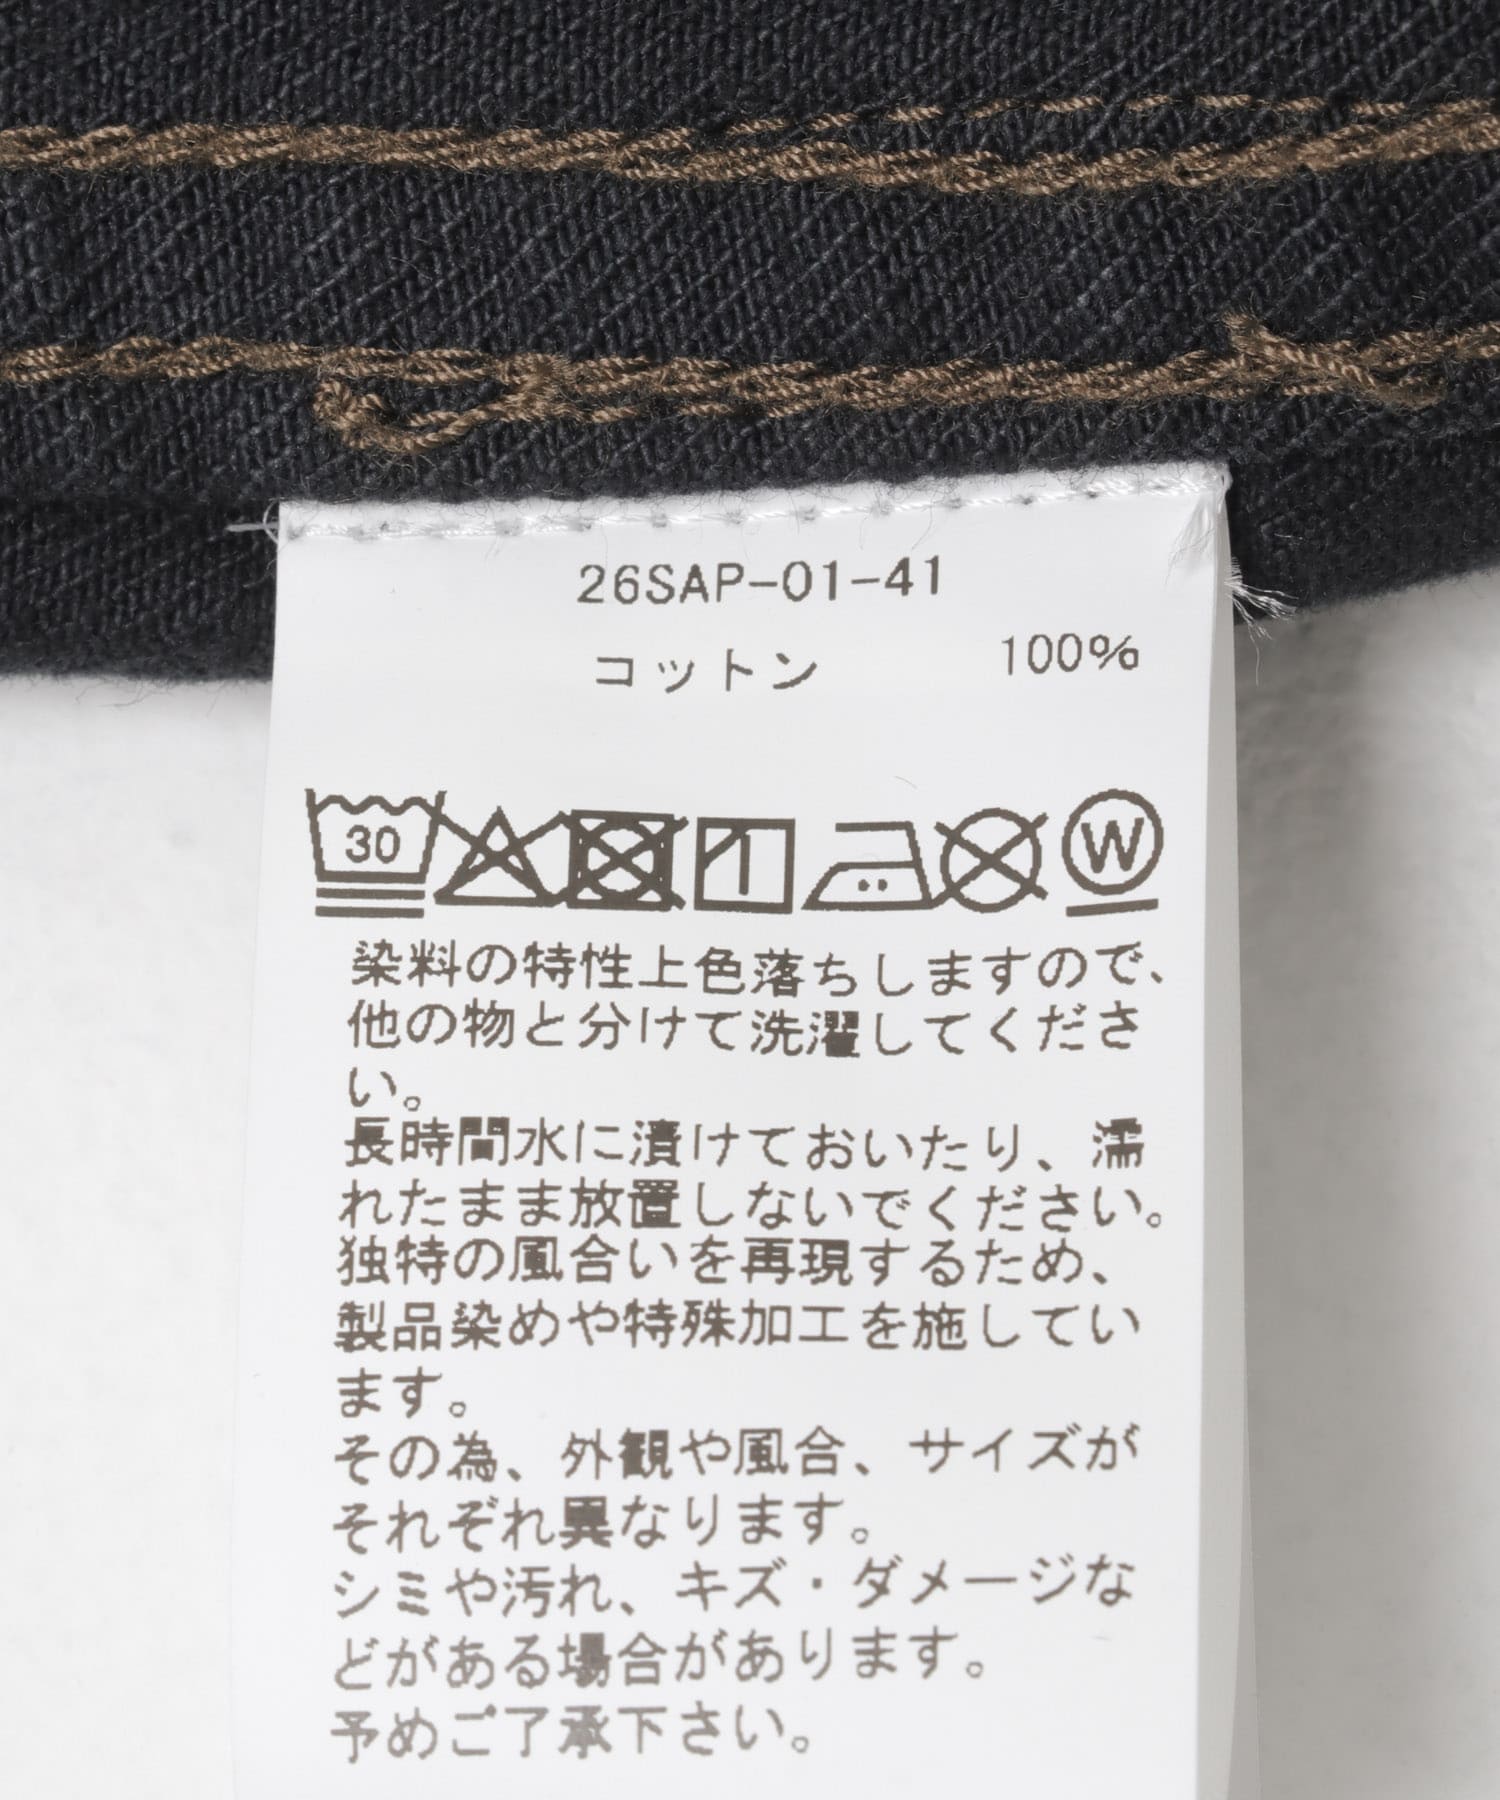 26SAP-01-41
コットン 100%
30 W
染料の特性上色落ちしますので、
他の物と分けて洗濯してくださ
い。
長時間水に漬けておいたり、濡
れたまま放置しないでください。
独特の風合いを再現するため、
製品染めや特殊加工を施してい
ます。
その為、外観や風合、サイズが
それぞれ異なります。
シミや汚れ、キズ・ダメージな
どがある場合があります。
予めご了承下さい。